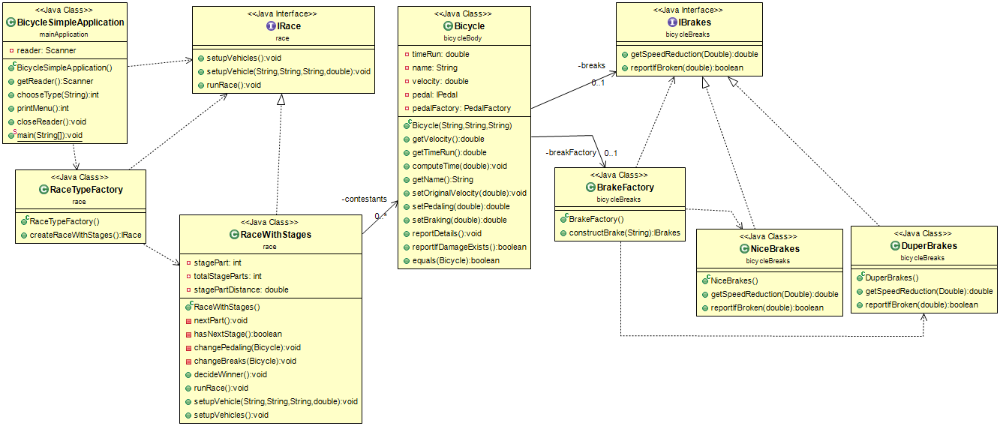 <<Java Class>>
BicycleSimpleApplication
mainApplication
reader: Scanner
BicycleSimpleApplication()
getReader():Scanner
chooseType(String):int
printMenu():int
closeReader():void
main(String[]):void
<<Java Interface>>
IRace
race
setupVehicles():void
setupVehicle(String,String,String,double):void
runRace():void
<<Java Class>>
Bicycle
bicycleBody
timeRun: double
name: String
velocity: double
pedal: IPedal
pedalFactory: PedalFactory
Bicycle(String,String,String)
getVelocity():double
getTimeRun():double
computeTime(double):void
getName():String
setOriginalVelocity(double):void
setPedaling(double):double
setBraking(double):double
reportDetails():void
reportIfDamageExists():boolean
equals(Bicycle):boolean
<<Java Interface>>
IBrakes
bicycleBreaks
getSpeedReduction(Double):double
reportIfBroken(double):boolean
-breaks
0..1
-breakFactory
0..1
<<Java Class>>
RaceTypeFactory
race
RaceTypeFactory()
createRaceWithStages():IRace
<<Java Class>>
RaceWithStages
race
stagePart: int
totalStageParts: int
stagePartDistance: double
RaceWithStages()
nextPart():void
hasNextStage():boolean
changePedaling(Bicycle):void
changeBreaks(Bicycle):void
decideWinner():void
runRace():void
setupVehicle(String,String,String,double):void
setupVehicles():void
-contestants
0..*
<<Java Class>>
BrakeFactory
bicycleBreaks
BrakeFactory()
constructBrake(String):IBrakes
<<Java Class>>
NiceBrakes
bicycleBreaks
NiceBrakes()
getSpeedReduction(Double):double
reportIfBroken(double):boolean
<<Java Class>>
DuperBrakes
bicycleBreaks
DuperBrakes()
getSpeedReduction(Double):double
reportIfBroken(double):boolean